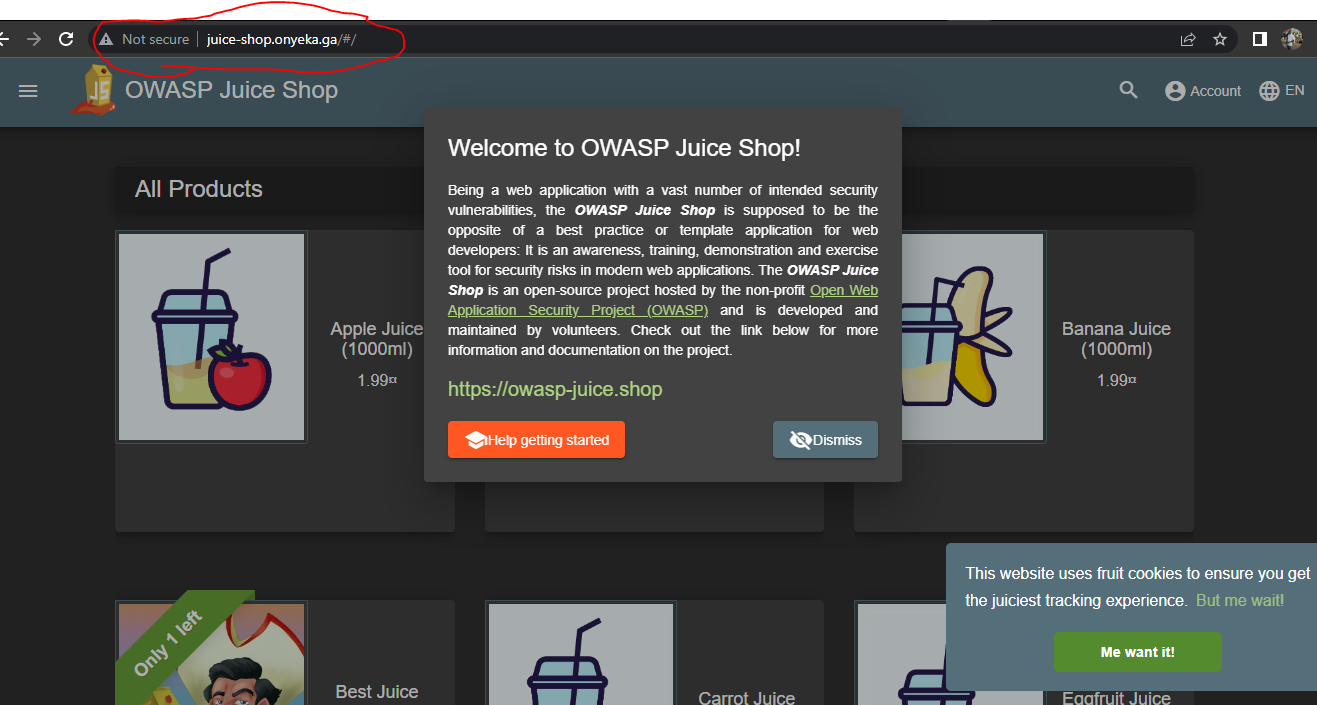 Not secure | juice-shop.onyeka.ga/#/
JS
OWASP Juice Shop
Account
EN
Welcome to OWASP Juice Shop!
Being a web application with a vast number of intended security
vulnerabilities, the OWASP Juice Shop is supposed to be the
opposite of a best practice or template application for web
developers: It is an awareness, training, demonstration and exercise
tool for security risks in modern web applications. The OWASP Juice
Shop is an open-source project hosted by the non-profit Open Web
Application Security Project (OWASP) and is developed and
maintained by volunteers. Check out the link below for more
information and documentation on the project.
https://owasp-juice.shop
Help getting started
Dismiss
All Products
Apple Juice
(1000ml)
1.99¤
Banana Juice
(1000ml)
1.99¤
Only 1 left
Best Juice
Carrot Juice
Eggfruit Juice
This website uses fruit cookies to ensure you get
the juiciest tracking experience. But me wait!
Me want it!